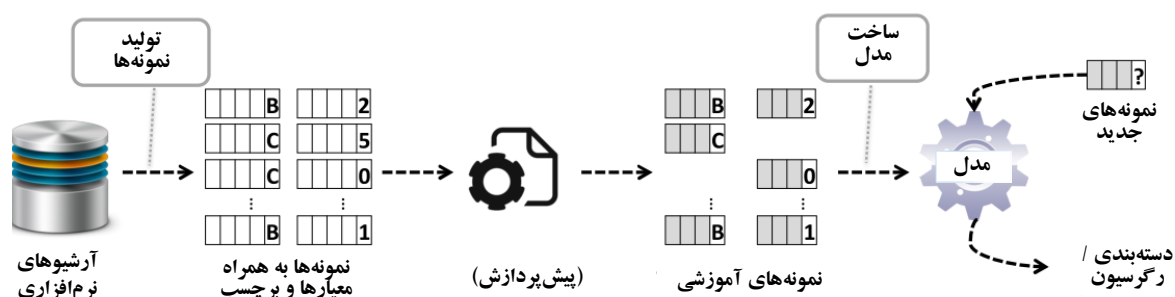 تولید
نمونه‌ها
ساخت
مدل
B
2
C
5
C
0
⋮
⋮
B
1
B
2
C
0
⋮
⋮
B
1
?
نمونه‌های
جدید
مدل
آرشیوهای
نرم‌افزاری
نمونه‌ها به همراه
معیارها و برچسب
(پیش‌پردازش)
نمونه‌های آموزشی
دسته‌بندی /
رگرسیون